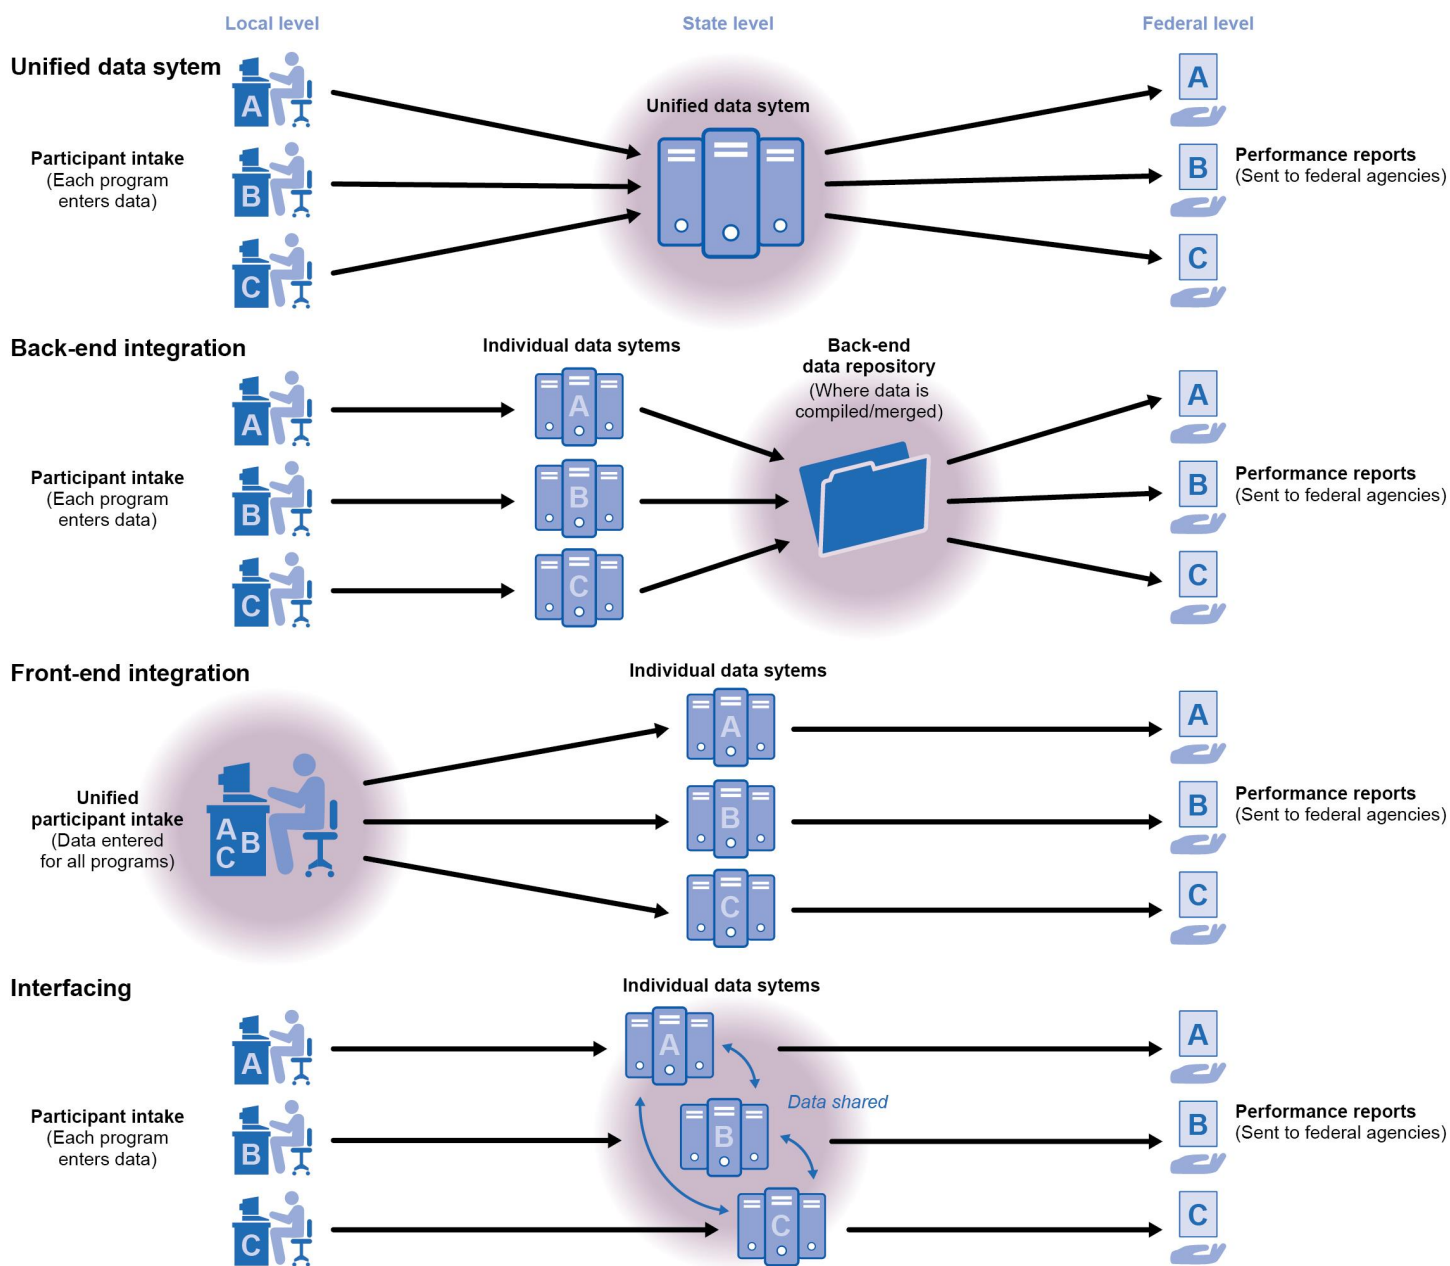 Local level
State level
Federal level
Unified data sytem
A
Unified data sytem
A
Participant intake
(Each program
enters data)
B
B
Performance reports
(Sent to federal agencies)
C
C
Back-end integration
Individual data sytems
Back-end
data repository
(Where data is
compiled/merged)
A
A
A
Participant intake
(Each program
enters data)
B
B
B
Performance reports
(Sent to federal agencies)
C
C
C
Front-end integration
Individual data sytems
A
A
Unified
participant intake
(Data entered
for all programs)
A
B
C
B
B
Performance reports
(Sent to federal agencies)
C
C
Interfacing
Individual data sytems
A
A
A
Data shared
Participant intake
(Each program
enters data)
B
B
B
Performance reports
(Sent to federal agencies)
C
C
C